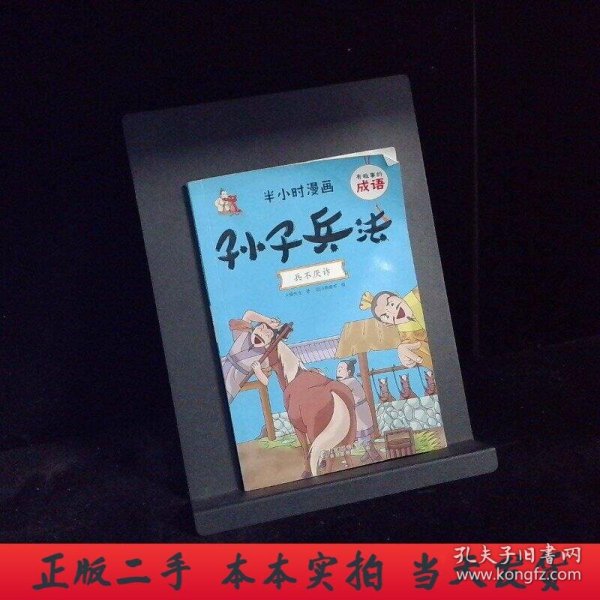 半小时漫画
有故事的
成语
孙子兵法
兵不厌诈
正版二手 本本实拍 当天发货
孔夫子旧书网
www.kongfz.com